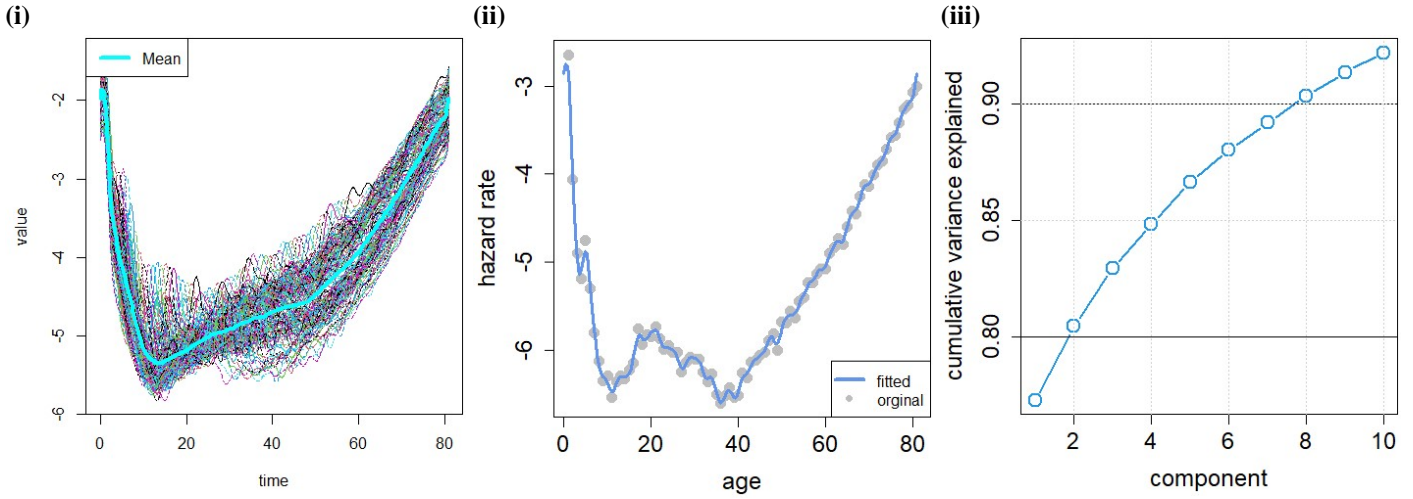 (i)
Mean
value
-2
-3
-4
-5
-6
0
20
40
60
80
time
(ii)
hazard rate
-3
-4
-5
-6
fitted
orginal
0
20
40
60
80
age
(iii)
cumulative variance explained
0.90
0.85
0.80
2
4
6
8
10
component